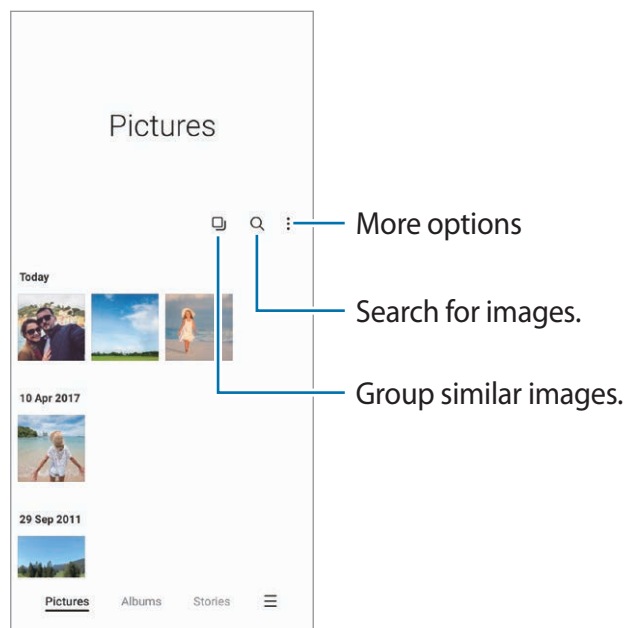 Pictures
More options
Today
Search for images.
Group similar images.
10 Apr 2017
29 Sep 2011
Pictures Albums Stories